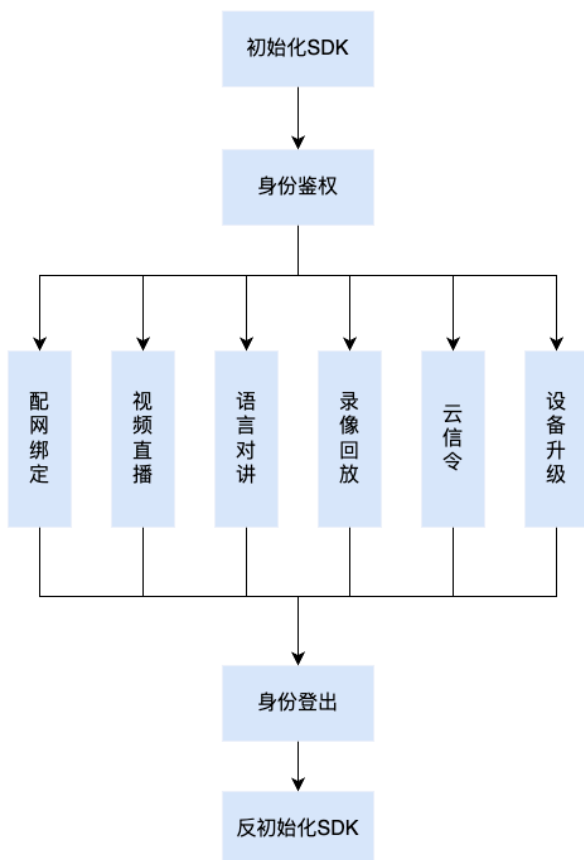 初始化SDK
身份鉴权
配网绑定
视频直播
语言对讲
录像回放
云信令
设备升级
身份登出
反初始化SDK